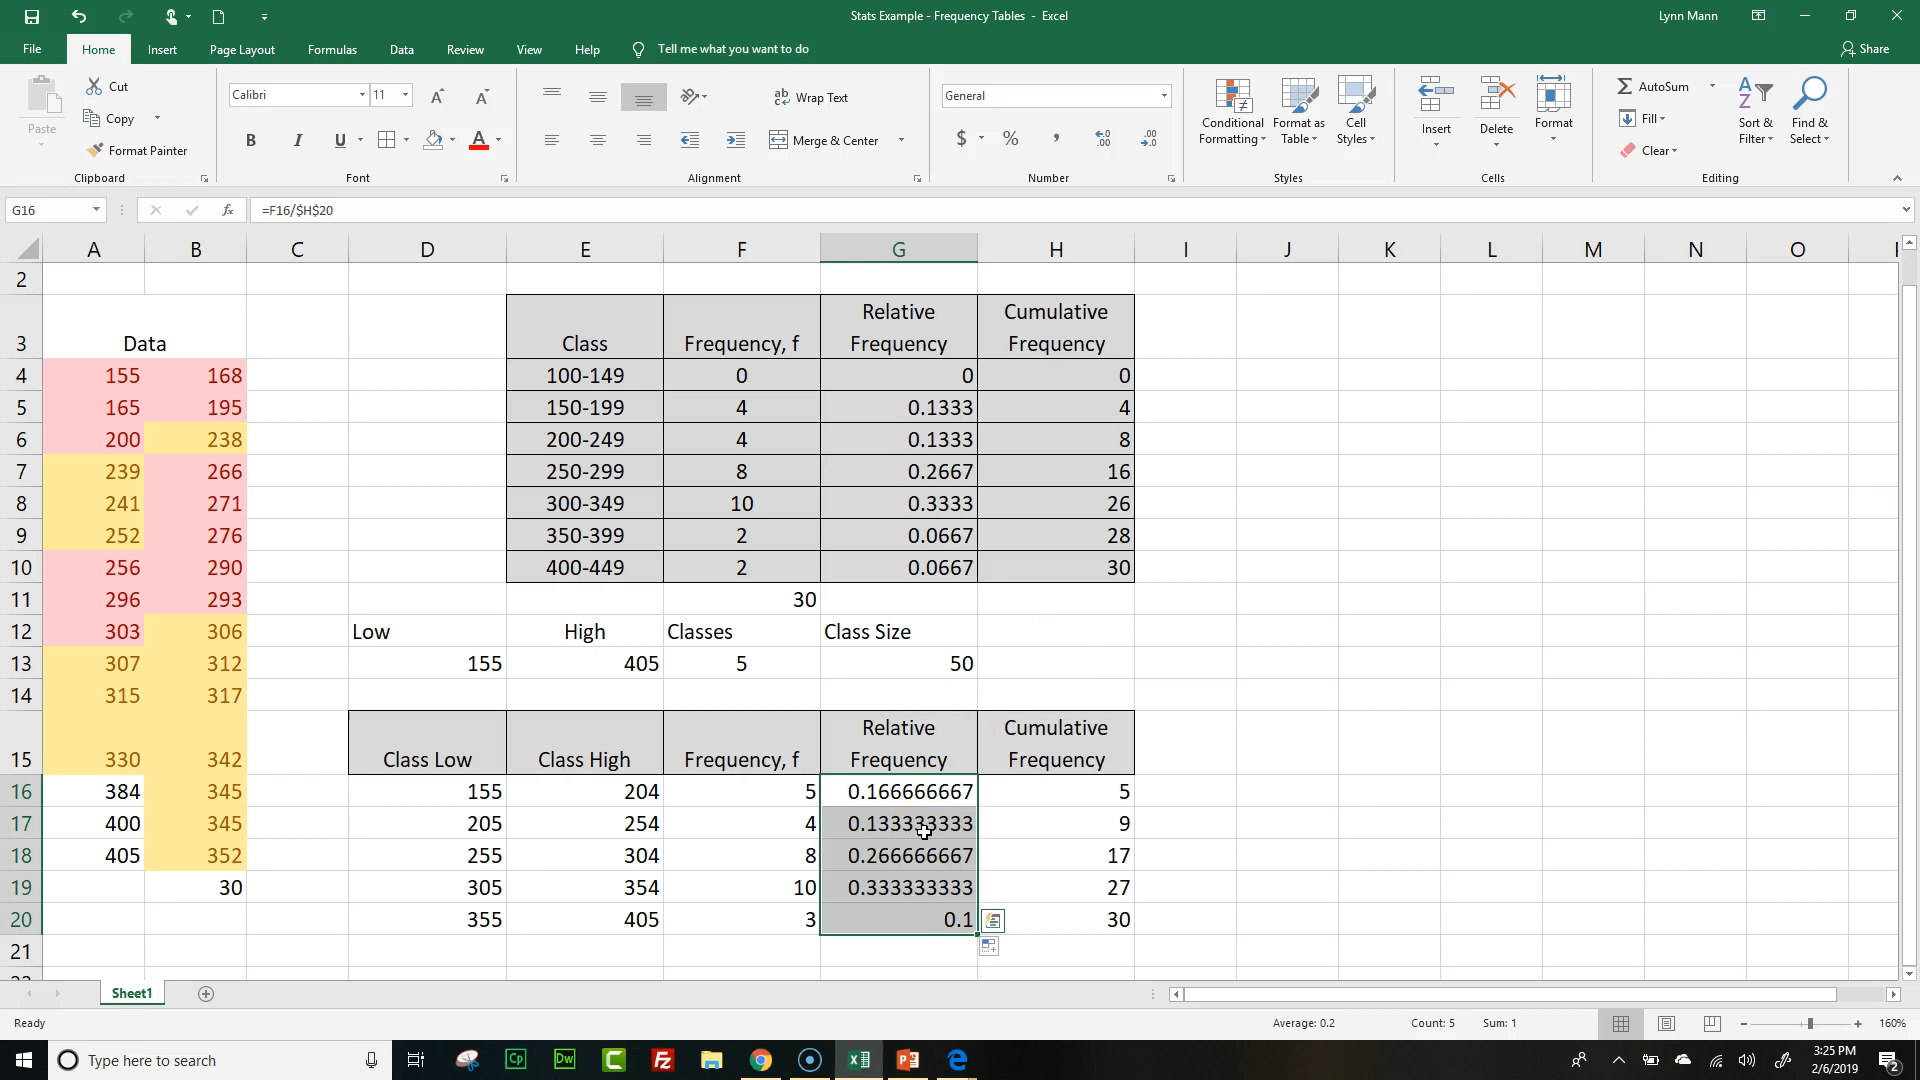 Stats Example - Frequency Tables - Excel
Lynn Mann
File Home Insert Page Layout Formulas Data Review View Help Tell me what you want to do Share
Paste
Cut
Copy
Format Painter
Clipboard
Calibri 11
B I U A
Font
ab Wrap Text
Merge & Center
Alignment
General
$ % ,
Number
Conditional Formatting
Format as Table
Cell Styles
Styles
Insert
Delete
Format
Cells
AutoSum
Fill
Clear
Sort & Filter
Find & Select
Editing
G16 fx =F16/$H$20
A B C D E F G H I J K L M N O
2
3 Data Class Frequency, f Relative Frequency Cumulative Frequency
4 155 168 100-149 0 0 0
5 165 195 150-199 4 0.1333 4
6 200 238 200-249 4 0.1333 8
7 239 266 250-299 8 0.2667 16
8 241 271 300-349 10 0.3333 26
9 252 276 350-399 2 0.0667 28
10 256 290 400-449 2 0.0667 30
11 296 293 30
12 303 306 Low High Classes Class Size
13 307 312 155 405 5 50
14 315 317
15 330 342 Class Low Class High Frequency, f Relative Frequency Cumulative Frequency
16 384 345 155 204 5 0.166666667 5
17 400 345 205 254 4 0.133333333 9
18 405 352 255 304 8 0.266666667 17
19 30 305 354 10 0.333333333 27
20 355 405 3 0.1 30
21
Sheet1
Ready Average: 0.2 Count: 5 Sum: 1 160%
Type here to search
Cp Dw C Fz
3:25 PM
2/6/2019
2